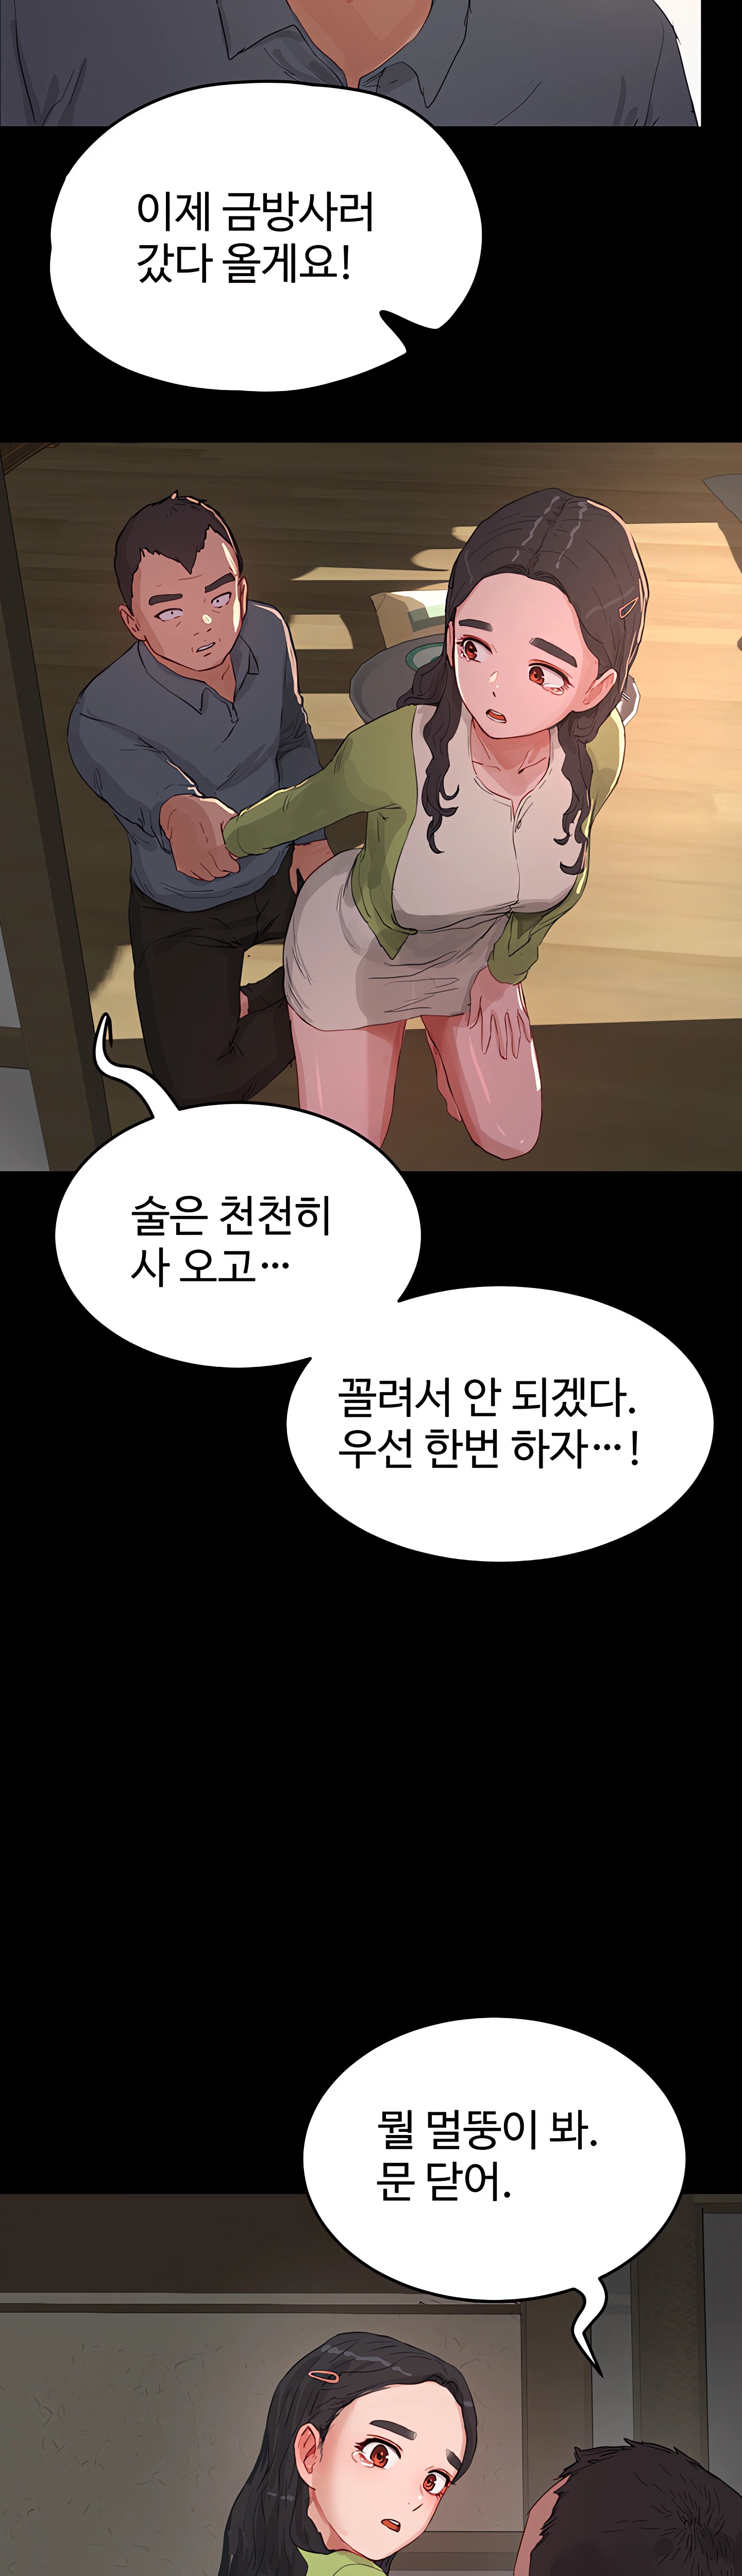 이제 금방사러
갔다 올게요!
술은 천천히
사 오고…
꼴려서 안 되겠다.
우선 한번 하자…!
뭘 멀뚱이 봐.
문 닫어.